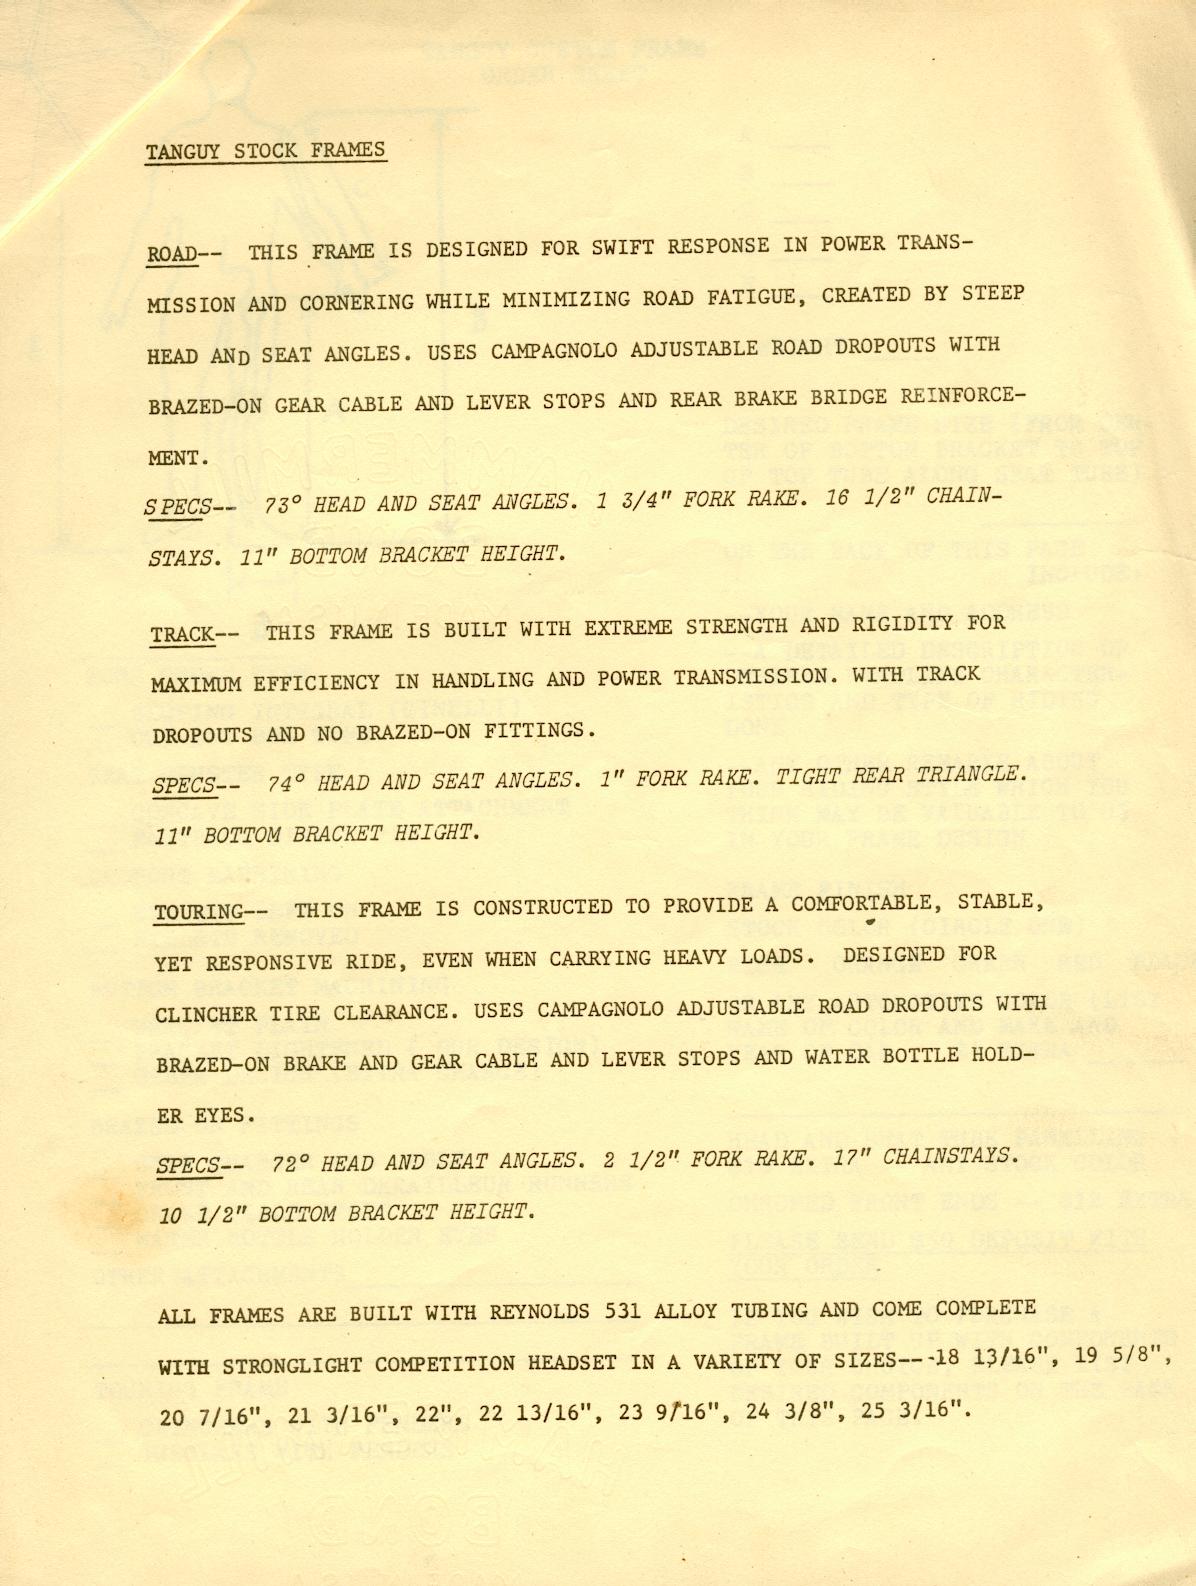 TANGUY STOCK FRAMES
ROAD-- THIS FRAME IS DESIGNED FOR SWIFT RESPONSE IN POWER TRANS-
MISSION AND CORNERING WHILE MINIMIZING ROAD FATIGUE, CREATED BY STEEP
HEAD AND SEAT ANGLES. USES CAMPAGNOLO ADJUSTABLE ROAD DROPOUTS WITH
BRAZED-ON GEAR CABLE AND LEVER STOPS AND REAR BRAKE BRIDGE REINFORCE-
MENT.
SPECS-- 73° HEAD AND SEAT ANGLES. 1 3/4" FORK RAKE. 16 1/2" CHAIN-
STAYS. 11" BOTTOM BRACKET HEIGHT.
TRACK-- THIS FRAME IS BUILT WITH EXTREME STRENGTH AND RIGIDITY FOR
MAXIMUM EFFICIENCY IN HANDLING AND POWER TRANSMISSION. WITH TRACK
DROPOUTS AND NO BRAZED-ON FITTINGS.
SPECS-- 74° HEAD AND SEAT ANGLES. 1" FORK RAKE. TIGHT REAR TRIANGLE.
11" BOTTOM BRACKET HEIGHT.
TOURING-- THIS FRAME IS CONSTRUCTED TO PROVIDE A COMFORTABLE, STABLE,
YET RESPONSIVE RIDE, EVEN WHEN CARRYING HEAVY LOADS. DESIGNED FOR
CLINCHER TIRE CLEARANCE. USES CAMPAGNOLO ADJUSTABLE ROAD DROPOUTS WITH
BRAZED-ON BRAKE AND GEAR CABLE AND LEVER STOPS AND WATER BOTTLE HOLD-
ER EYES.
SPECS-- 72° HEAD AND SEAT ANGLES. 2 1/2" FORK RAKE. 17" CHAINSTAYS.
10 1/2" BOTTOM BRACKET HEIGHT.
ALL FRAMES ARE BUILT WITH REYNOLDS 531 ALLOY TUBING AND COME COMPLETE
WITH STRONGLIGHT COMPETITION HEADSET IN A VARIETY OF SIZES---18 13/16", 19 5/8",
20 7/16", 21 3/16", 22", 22 13/16", 23 9/16", 24 3/8", 25 3/16".